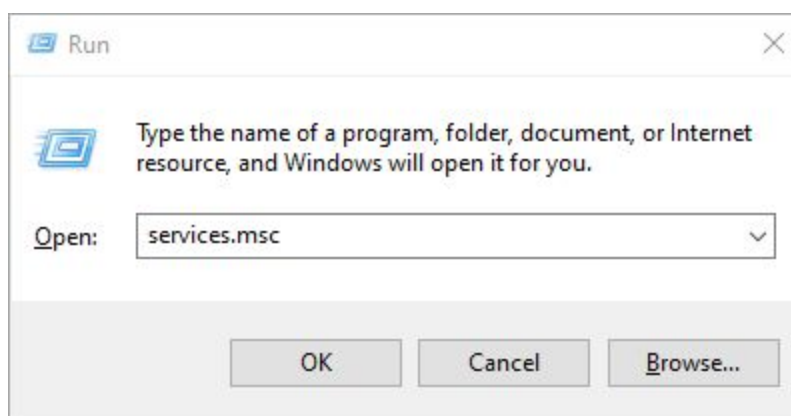 Run
Type the name of a program, folder, document, or Internet
resource, and Windows will open it for you.
Open: services.msc
OK Cancel Browse...